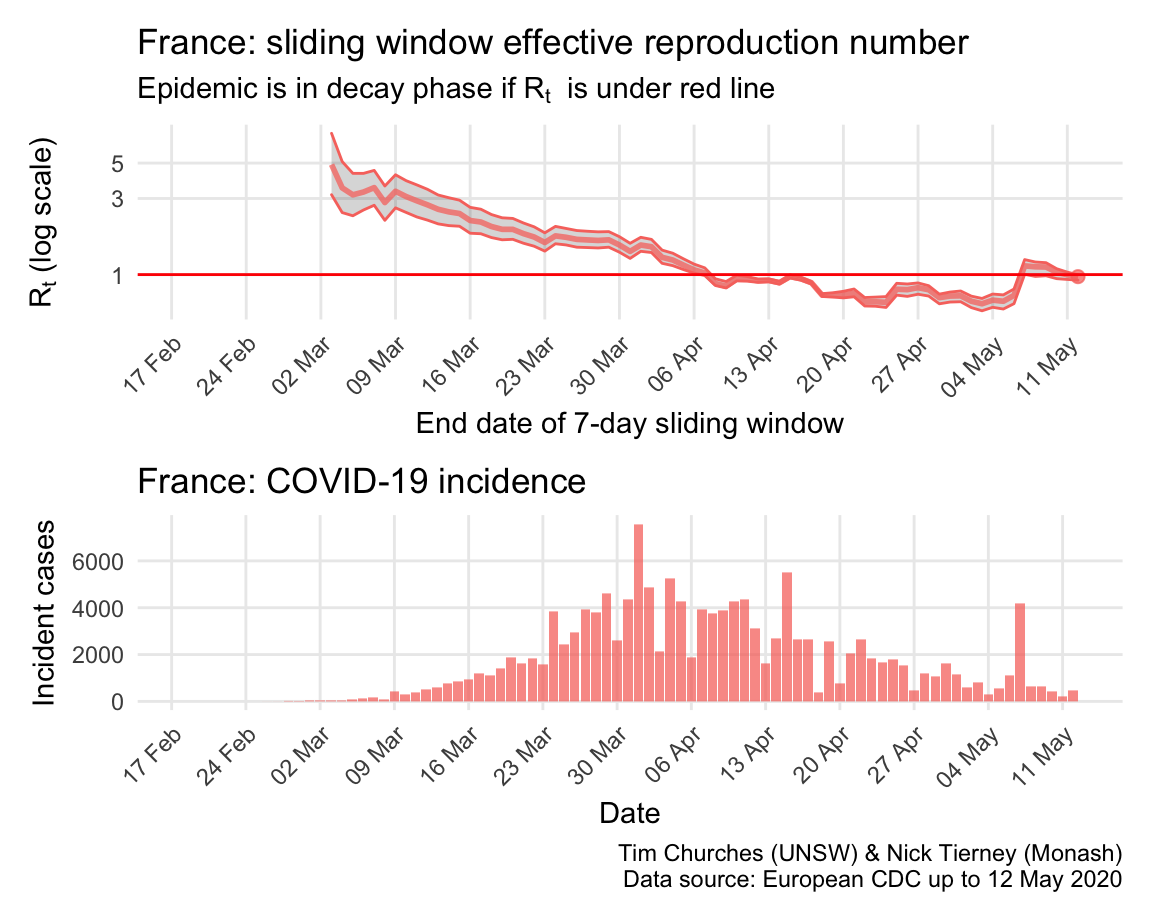 France: sliding window effective reproduction number
Epidemic is in decay phase if Rt is under red line
Rt (log scale)
5
3
1
17 Feb
24 Feb
02 Mar
09 Mar
16 Mar
23 Mar
30 Mar
06 Apr
13 Apr
20 Apr
27 Apr
04 May
11 May
End date of 7-day sliding window
France: COVID-19 incidence
Incident cases
6000
4000
2000
0
17 Feb
24 Feb
02 Mar
09 Mar
16 Mar
23 Mar
30 Mar
06 Apr
13 Apr
20 Apr
27 Apr
04 May
11 May
Date
Tim Churches (UNSW) & Nick Tierney (Monash)
Data source: European CDC up to 12 May 2020